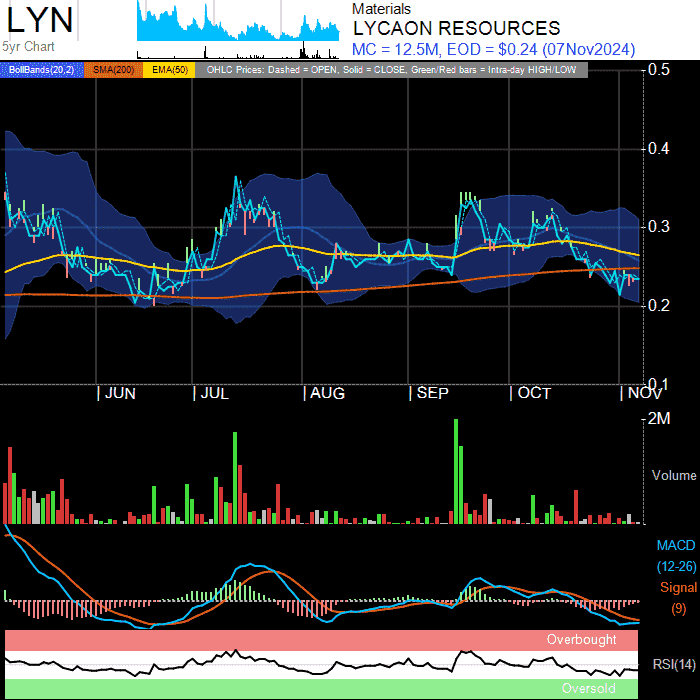 LYN
5yr Chart
Materials
LYCAON RESOURCES
MC = 12.5M, EOD = $0.24 (07Nov2024)
BollBands(20,2) SMA(200) EMA(50) OHLC Prices: Dashed = OPEN, Solid = CLOSE, Green/Red bars = Intra-day HIGH/LOW
0.5
0.4
0.3
0.2
0.1
JUN JUL AUG SEP OCT NOV
2M
Volume
MACD
(12-26)
Signal
(9)
Overbought
RSI(14)
Oversold